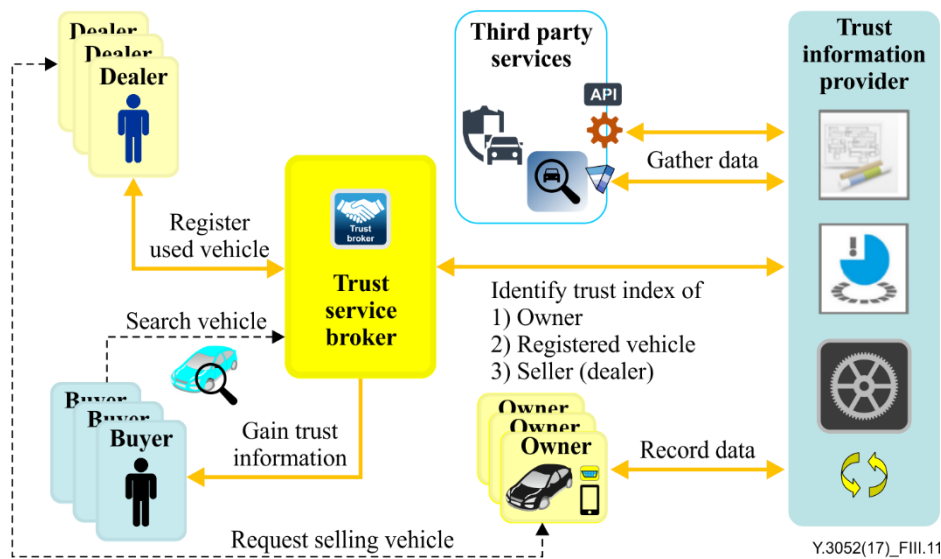 Dealer
Dealer
Dealer
Third party
services
API
Trust
information
provider
Gather data
Register
used vehicle
Trust
broker
Trust
service
broker
Identify trust index of
1) Owner
2) Registered vehicle
3) Seller (dealer)
Search vehicle
Buyer
Buyer
Buyer
Gain trust
information
Owner
Owner
Owner
Record data
Request selling vehicle
Y.3052(17)_FIII.11